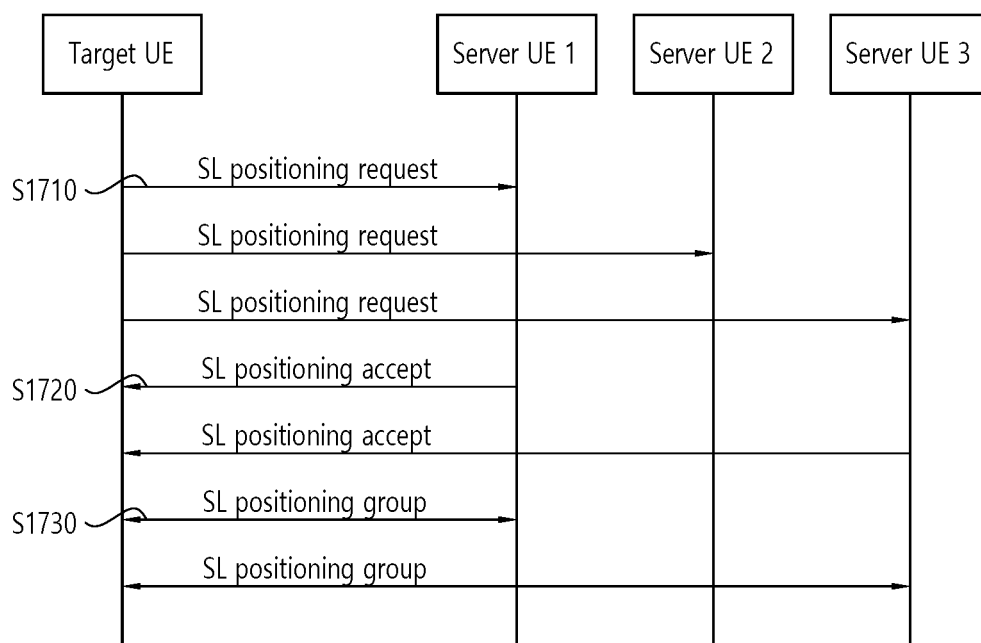 Target UE
Server UE 1
Server UE 2
Server UE 3
SL positioning request
S1710
SL positioning request
SL positioning request
SL positioning accept
S1720
SL positioning accept
SL positioning group
S1730
SL positioning group